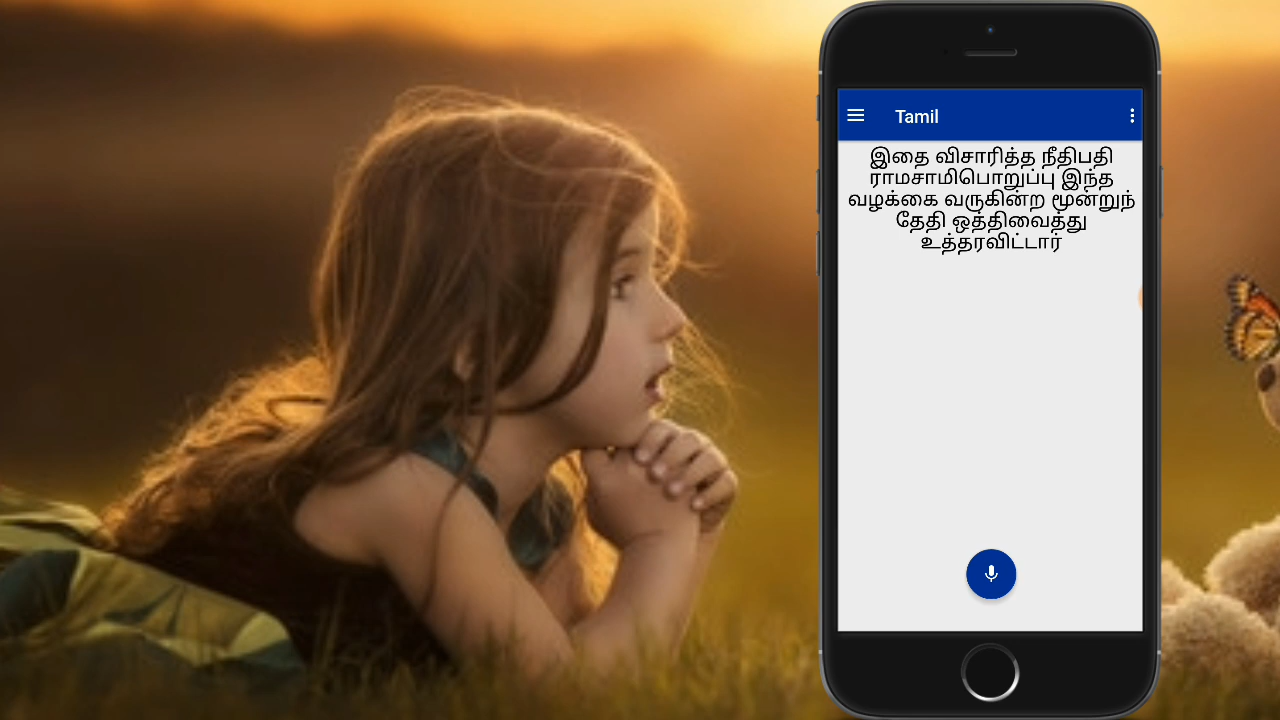 Tamil
இதை விசாரித்த நீதிபதி
ராமசாமிபொறுப்பு இந்த
வழக்கை வருகின்ற மூன்றுந்
தேதி ஒத்திவைத்து
உத்தரவிட்டார்